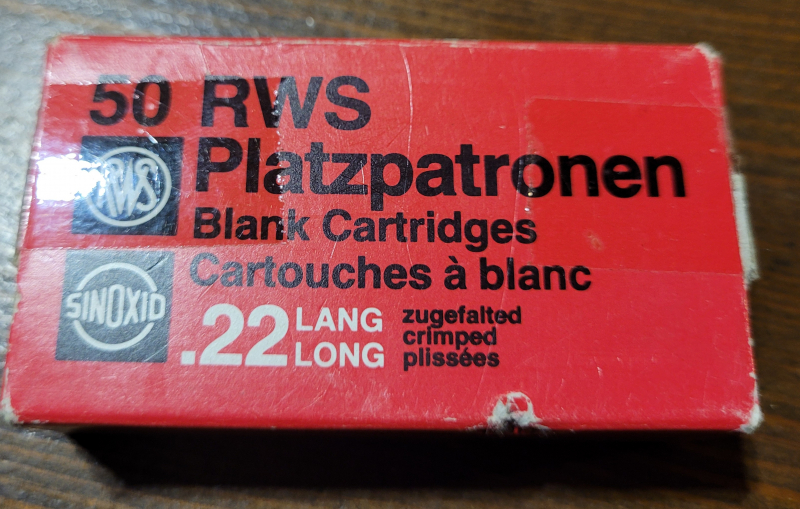 50 RWS
RWS
Platzpatronen
Blank Cartridges
Cartouches à blanc
SINOXID
.22 LANG
LONG
zugefalted
crimped
plissées